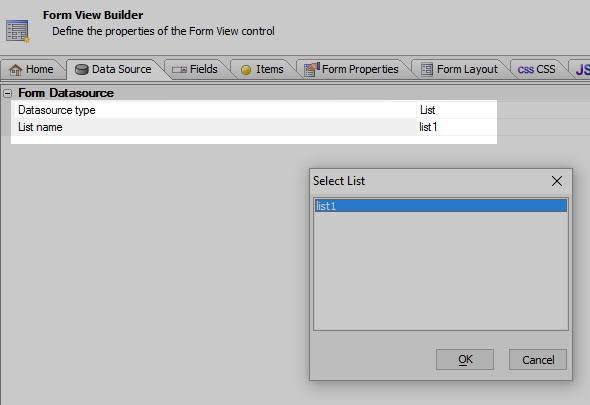 Form View Builder
Define the properties of the Form View control
Home Data Source Fields Items Form Properties Form Layout CSS CSS JS
Form Datasource
Datasource type List
List name list1
Select List
list1
OK Cancel